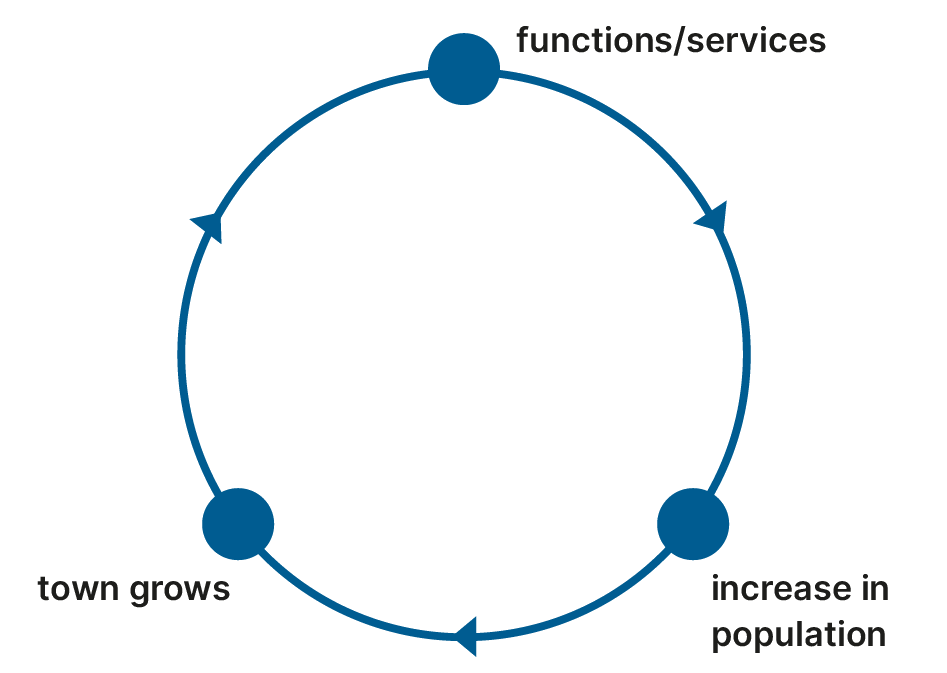 functions/services
town grows
increase in
population